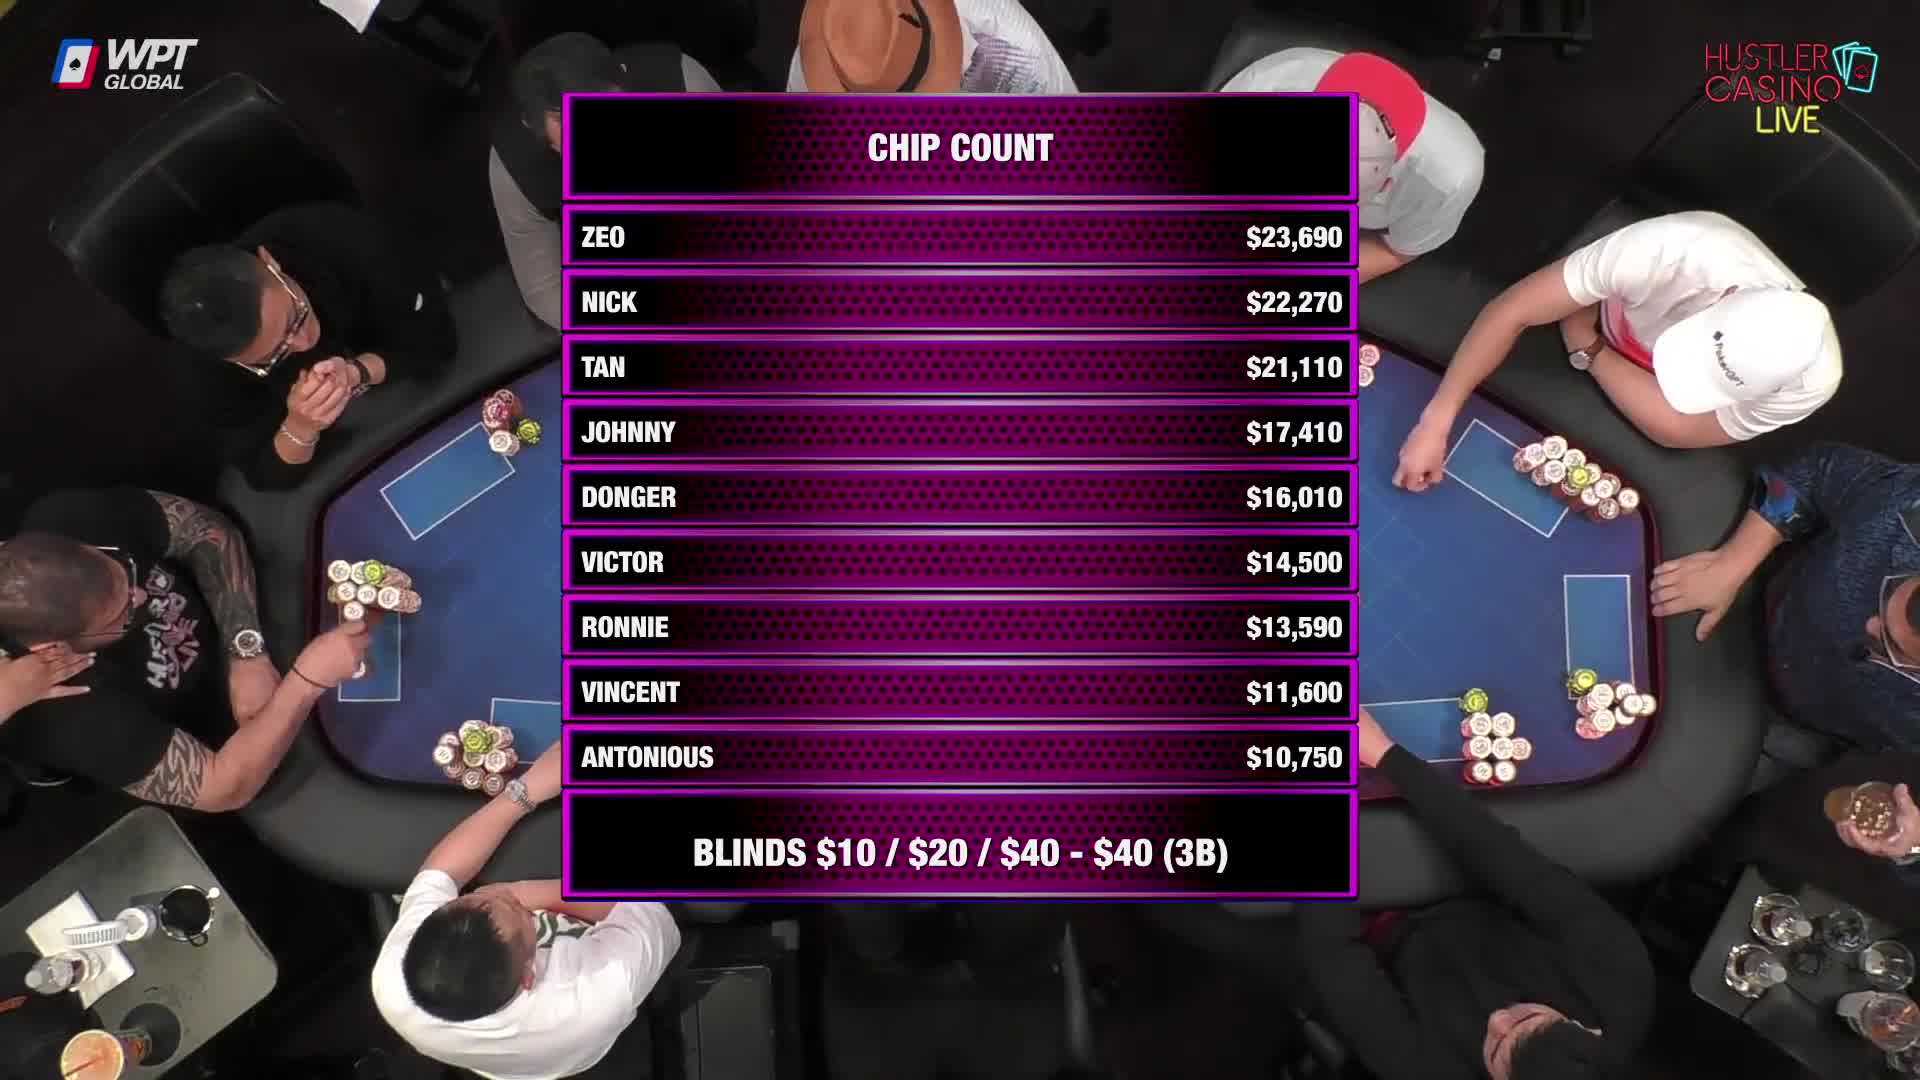 WPT
GLOBAL
HUSTLER
CASINO
LIVE
CHIP COUNT
ZEO $23,690
NICK $22,270
TAN $21,110
JOHNNY $17,410
DONGER $16,010
VICTOR $14,500
RONNIE $13,590
VINCENT $11,600
ANTONIOUS $10,750
BLINDS $10 / $20 / $40 - $40 (3B)